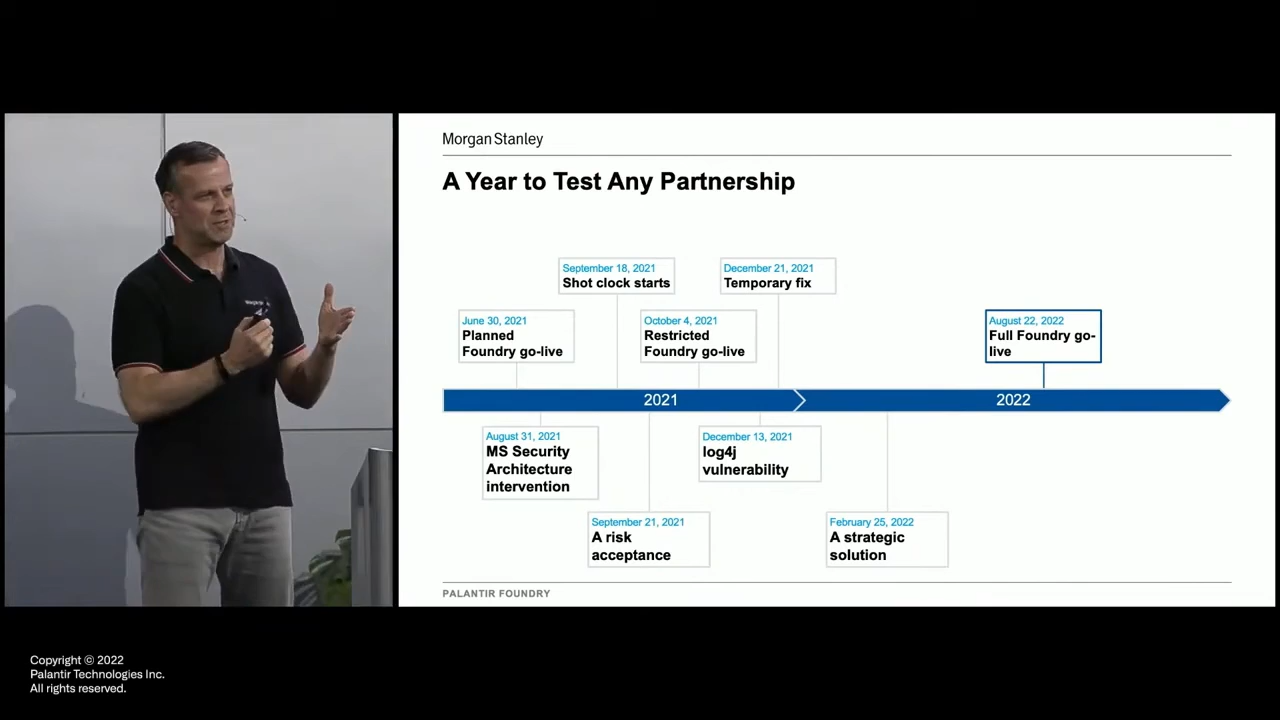 Morgan Stanley
A Year to Test Any Partnership
September 18, 2021
Shot clock starts
December 21, 2021
Temporary fix
June 30, 2021
Planned
Foundry go-live
October 4, 2021
Restricted
Foundry go-live
August 22, 2022
Full Foundry go-
live
2021
2022
August 31, 2021
MS Security
Architecture
intervention
December 13, 2021
log4j
vulnerability
September 21, 2021
A risk
acceptance
February 25, 2022
A strategic
solution
PALANTIR FOUNDRY
Copyright © 2022
Palantir Technologies Inc.
All rights reserved.